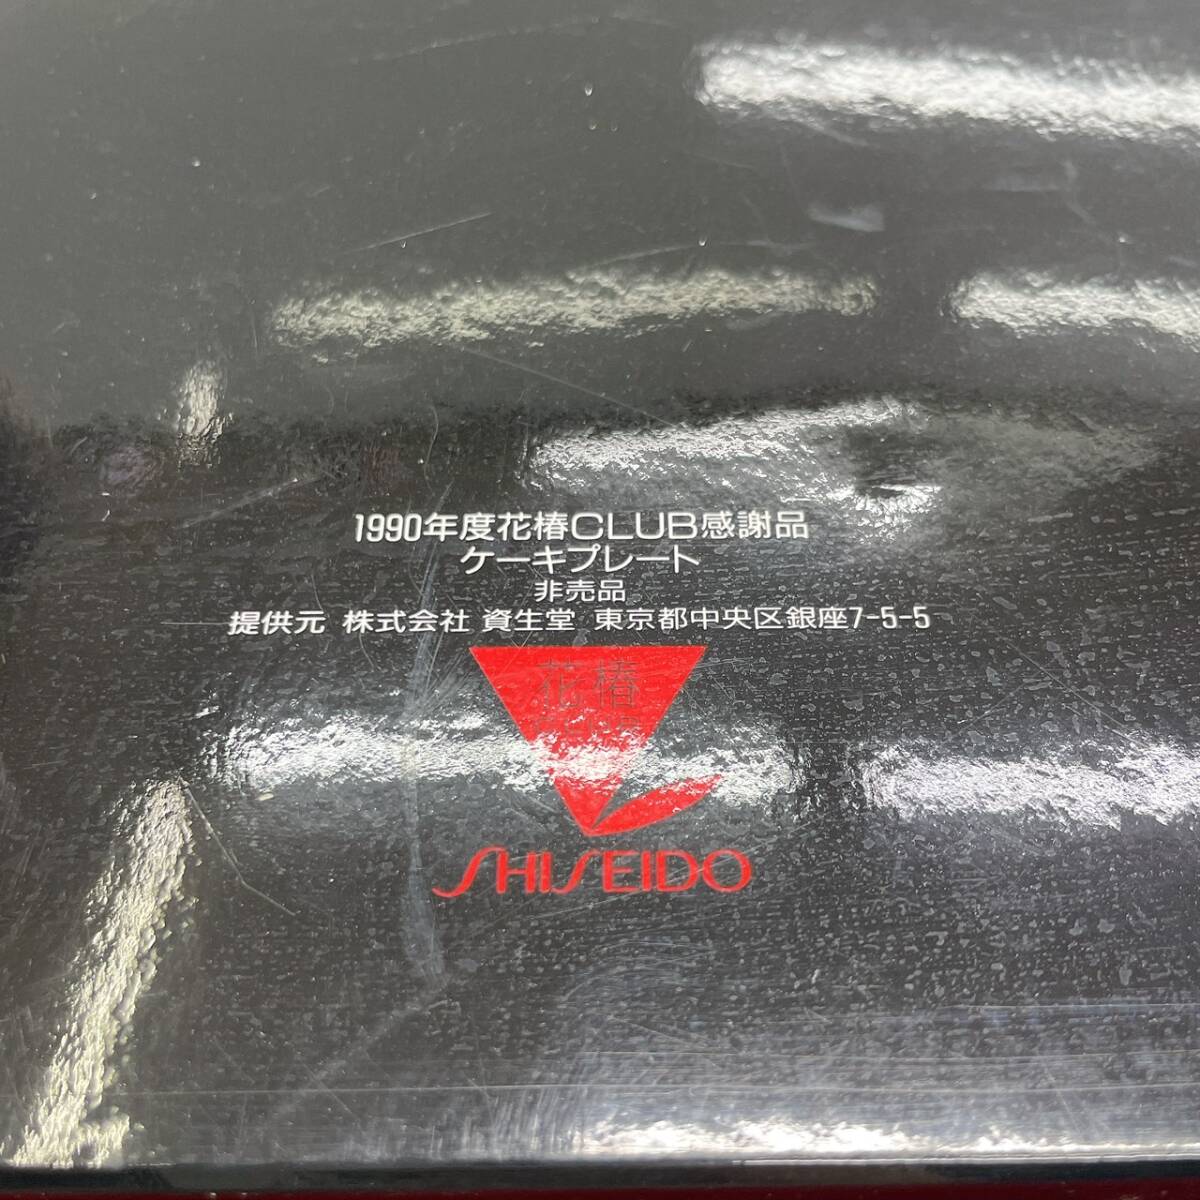 1990年度花椿CLUB感謝品
ケーキプレート
非売品
提供元 株式会社 資生堂 東京都中央区銀座7-5-5
花椿
SHISEIDO